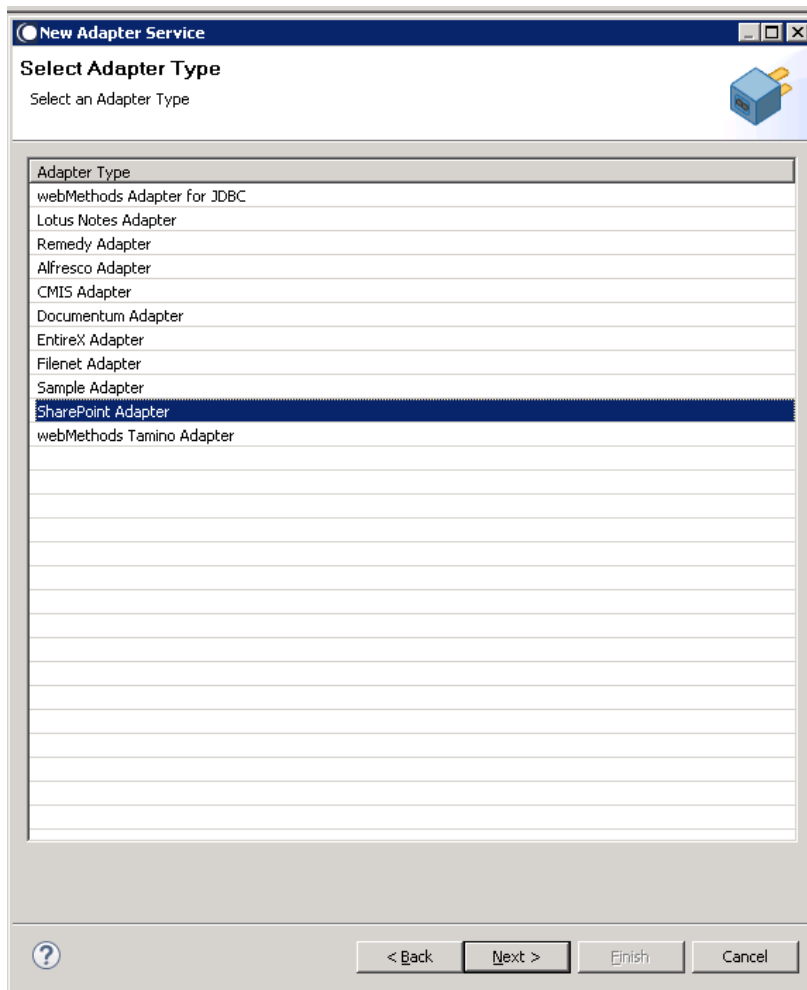 New Adapter Service
Select Adapter Type
Select an Adapter Type
Adapter Type
webMethods Adapter for JDBC
Lotus Notes Adapter
Remedy Adapter
Alfresco Adapter
CMIS Adapter
Documentum Adapter
EntireX Adapter
Filenet Adapter
Sample Adapter
SharePoint Adapter
webMethods Tamino Adapter
? < Back Next > Finish Cancel